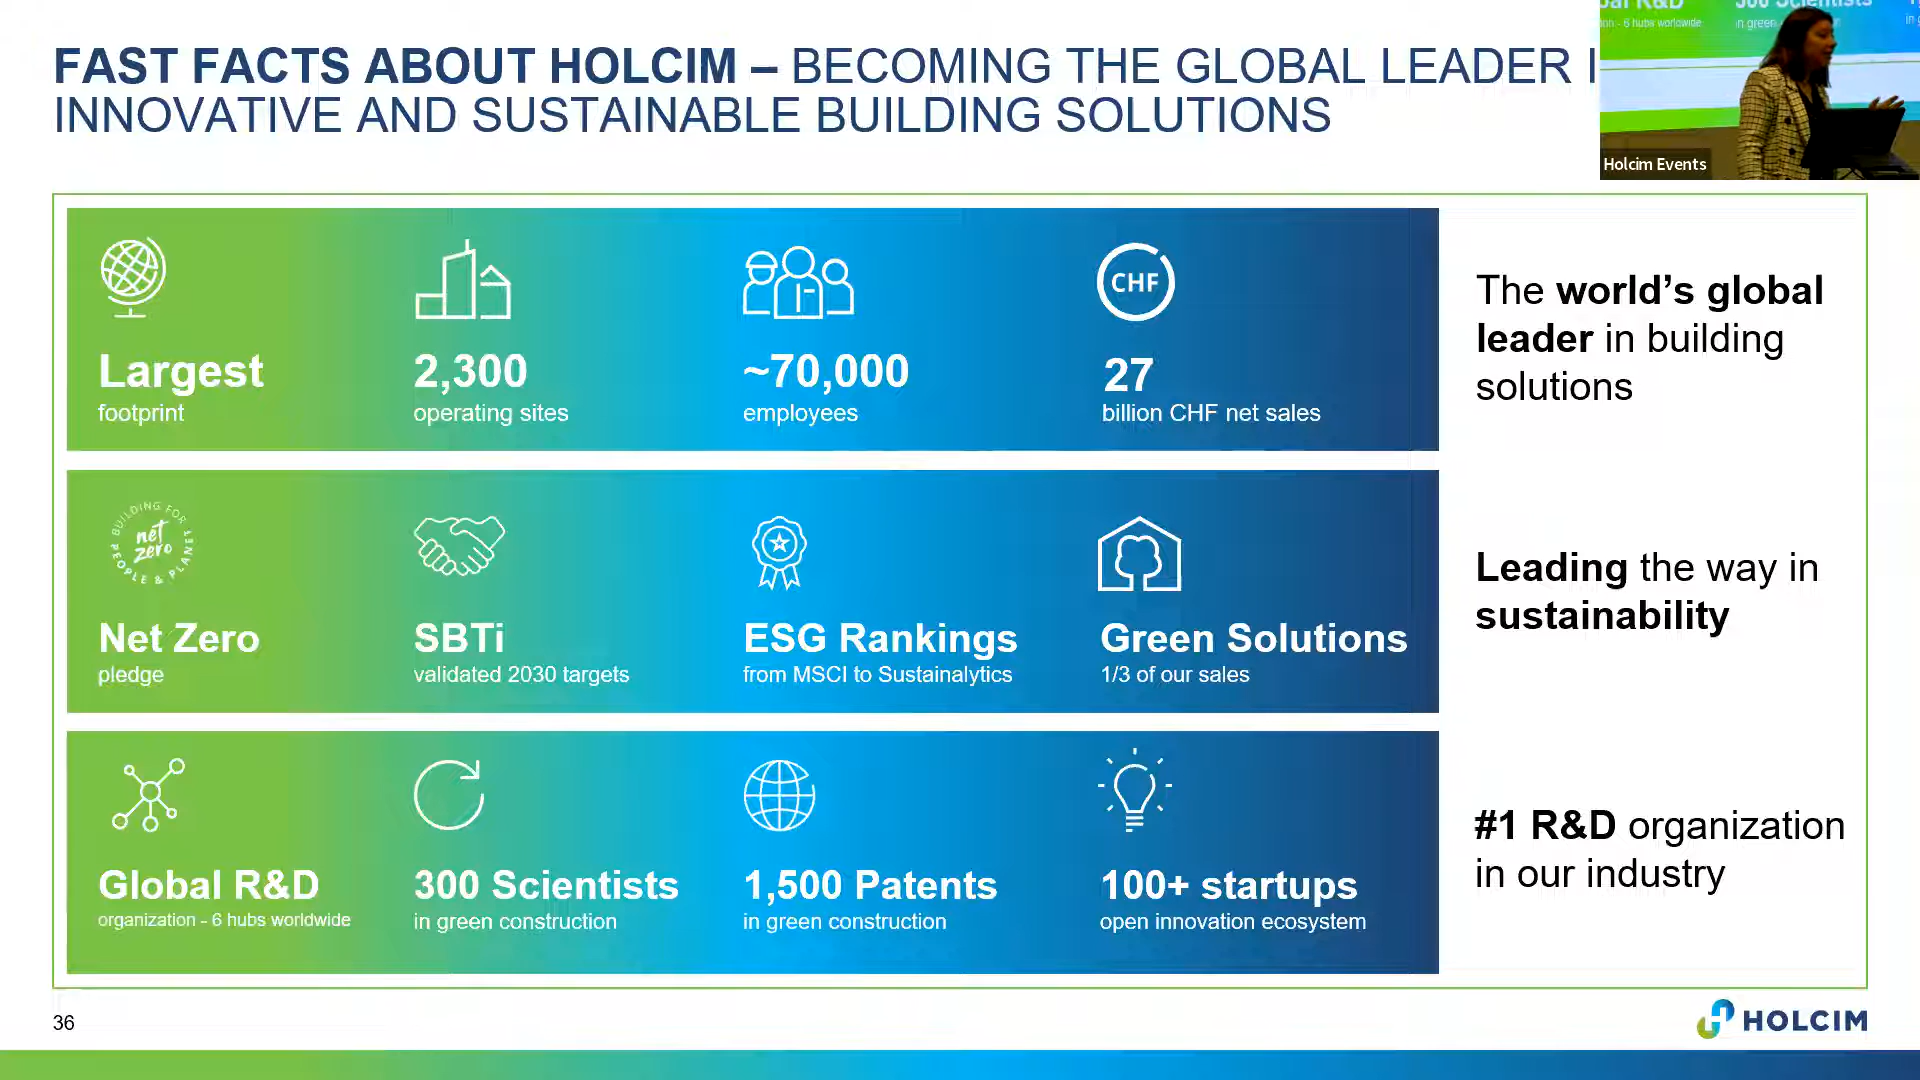 FAST FACTS ABOUT HOLCIM – BECOMING THE GLOBAL LEADER
INNOVATIVE AND SUSTAINABLE BUILDING SOLUTIONS
6 hubs worldwide
in green
Holcim Events
CHF
Largest
footprint
2,300
operating sites
~70,000
employees
27
billion CHF net sales
The world’s global
leader in building
solutions
BUILDING FOR
net
zero
PEOPLE & PLANET
Net Zero
pledge
SBTi
validated 2030 targets
ESG Rankings
from MSCI to Sustainalytics
Green Solutions
1/3 of our sales
Leading the way in
sustainability
Global R&D
organization - 6 hubs worldwide
300 Scientists
in green construction
1,500 Patents
in green construction
100+ startups
open innovation ecosystem
#1 R&D organization
in our industry
36
HOLCIM